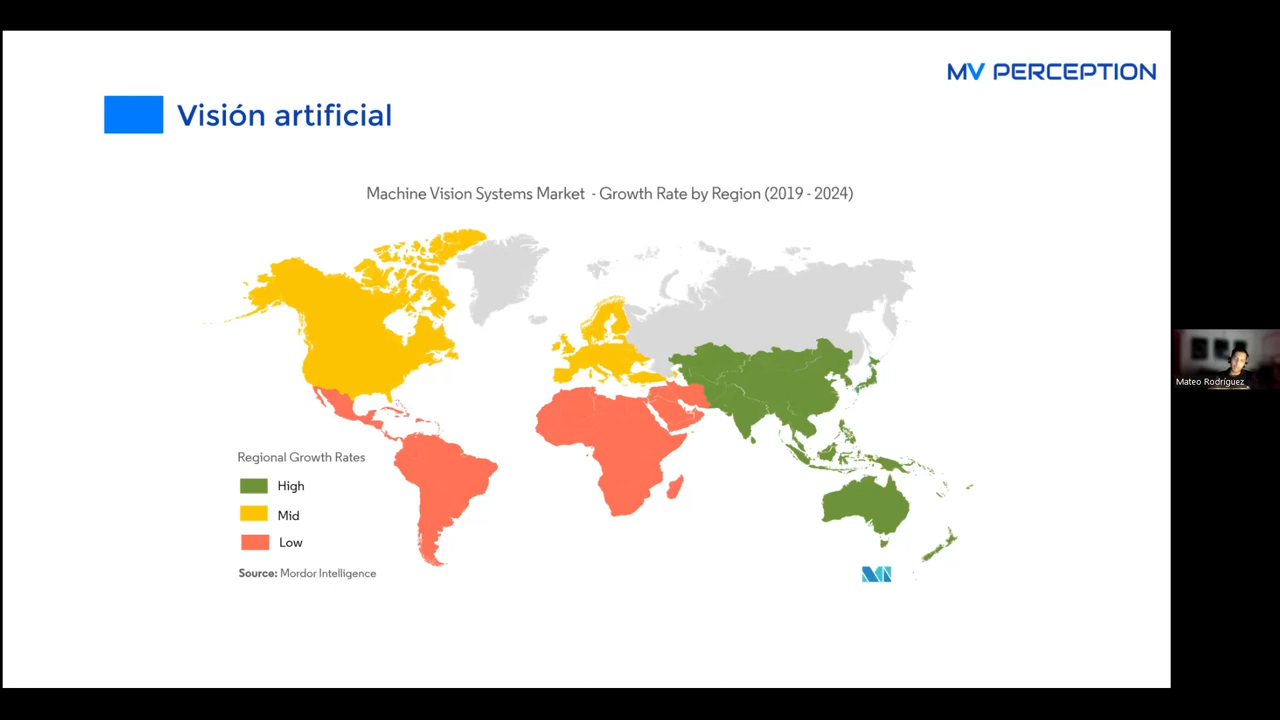 MV PERCEPTION
Visión artificial
Machine Vision Systems Market - Growth Rate by Region (2019 - 2024)
Regional Growth Rates
High
Mid
Low
Source: Mordor Intelligence
Mateo Rodríguez